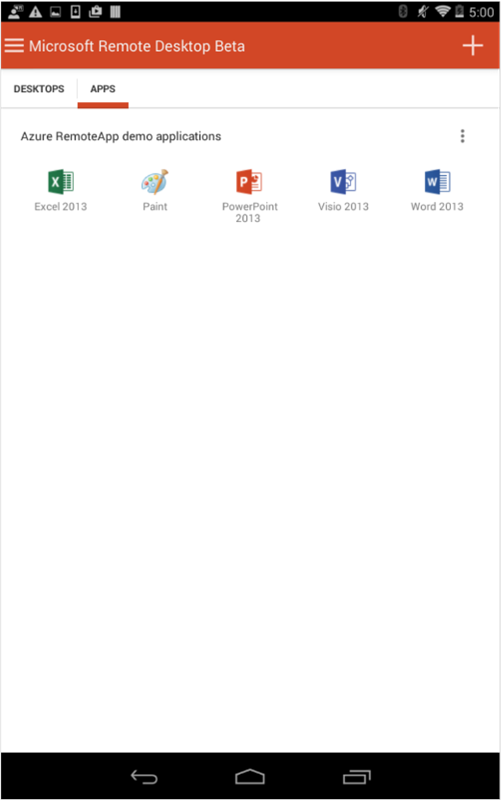 5:00
Microsoft Remote Desktop Beta
DESKTOPS APPS
Azure RemoteApp demo applications
Excel 2013 Paint PowerPoint 2013 Visio 2013 Word 2013